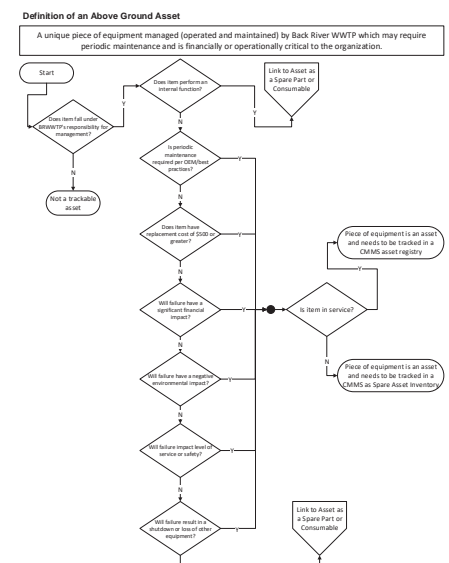 Definition of an Above Ground Asset
A unique piece of equipment managed (operated and maintained) by Back River WWTP which may require
periodic maintenance and is financially or operationally critical to the organization.
Start
Does item perform an
internal function?
Link to Asset as
a Spare Part or
Consumable
Y
Y
Does item fall under
BRWWTP's responsibility for
management?
N
N
Not a trackable
asset
Is periodic
maintenance
required per OEM/best
practices?
Y
N
Does item have
replacement cost of $500 or
greater?
Y
Piece of equipment is an asset
and needs to be tracked in a
CMMS asset registry
N
Y
Will failure have a
significant financial
impact?
Y
Is item in service?
N
N
Will failure have a negative
environmental impact?
Y
Piece of equipment is an asset
and needs to be tracked in a
CMMS as Spare Asset Inventory
N
Will failure impact level of
service or safety?
Y
N
Will failure result in a
shutdown or loss of other
equipment?
Y
Link to Asset as
a Spare Part or
Consumable